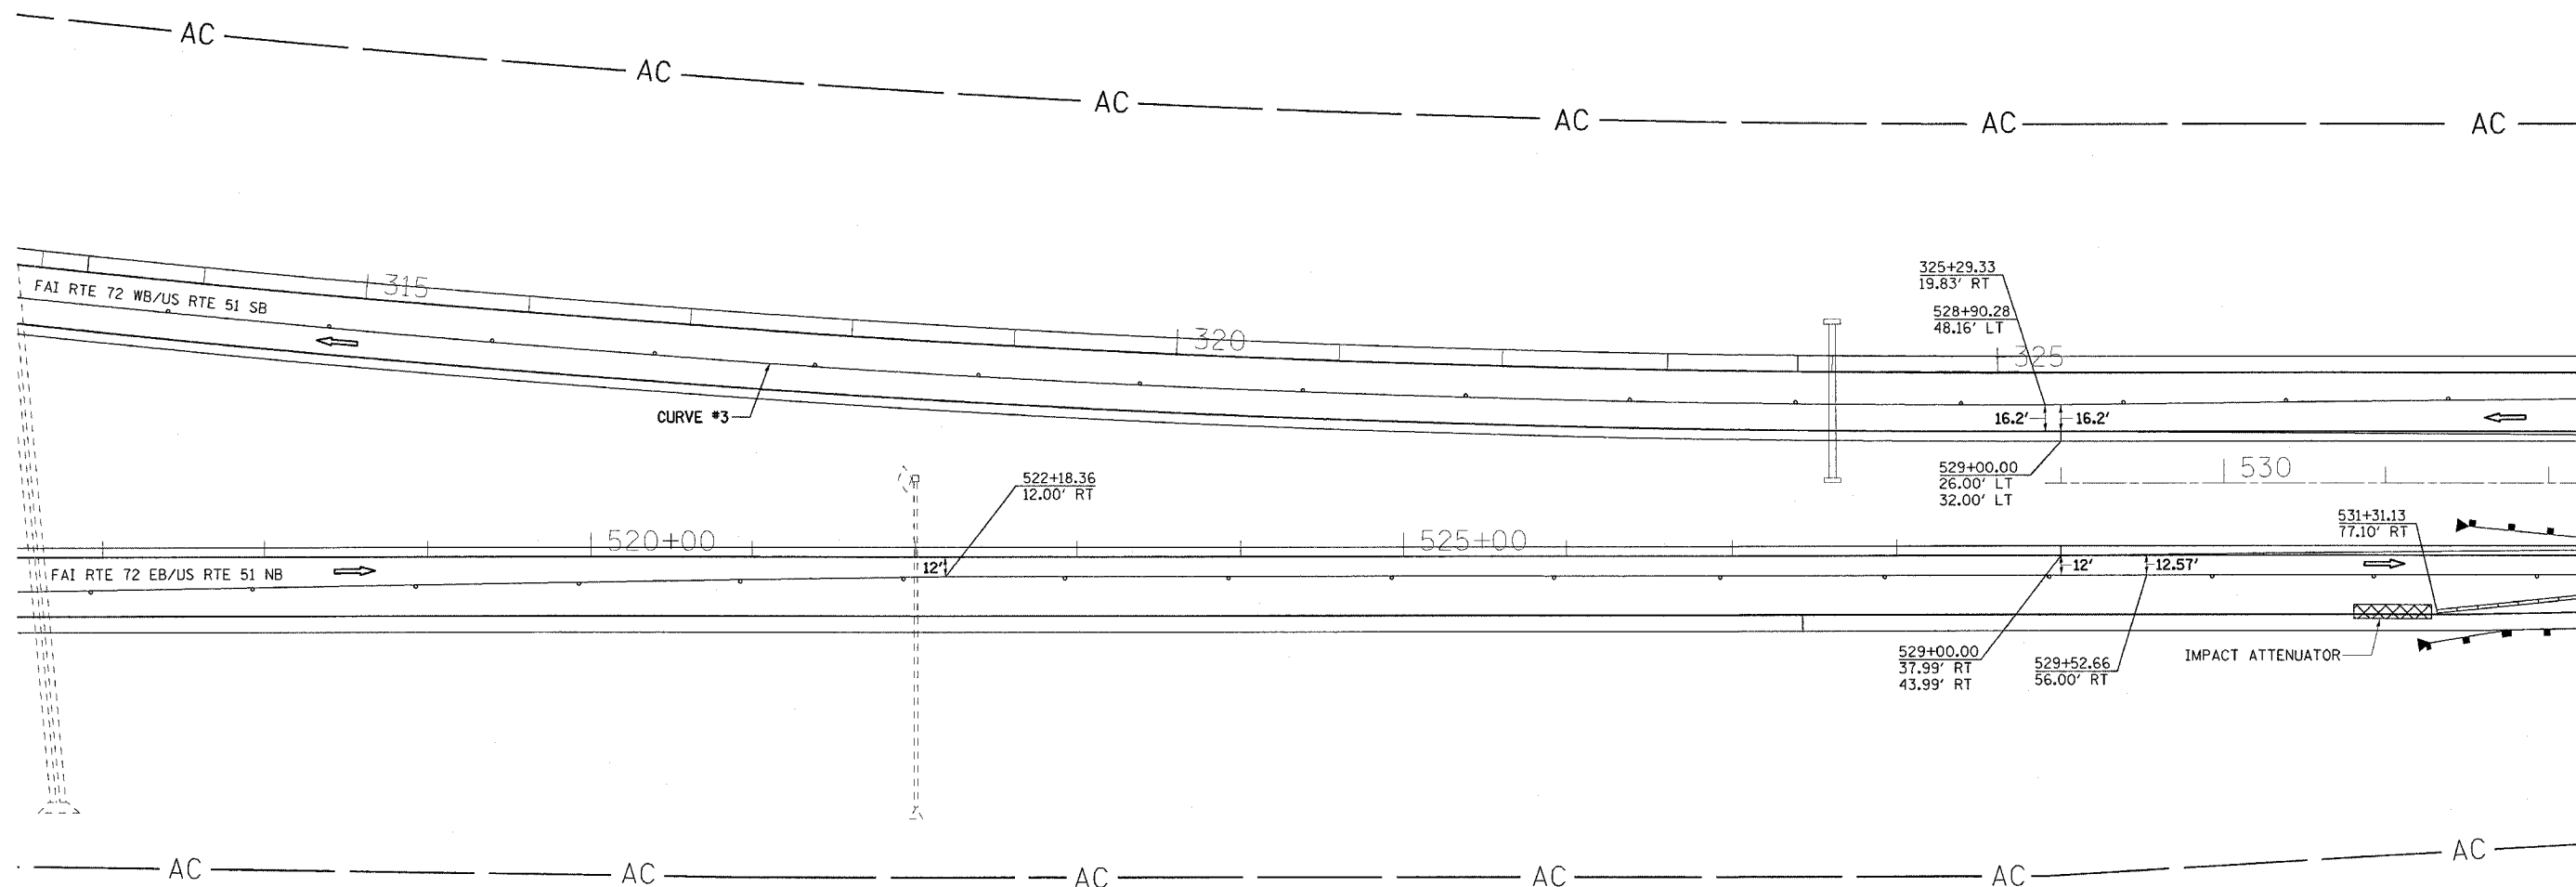 AC
AC
AC
AC
AC
AC
315
FAI RTE 72 WB/US RTE 51 SB
320
325
325+29.33
19.83' RT
528+90.28
48.16' LT
CURVE #3
16.2'
16.2'
529+00.00
26.00' LT
32.00' LT
530
522+18.36
12.00' RT
531+31.13
77.10' RT
520+00
525+00
FAI RTE 72 EB/US RTE 51 NB
12'
12'
12.57'
529+00.00
37.99' RT
43.99' RT
529+52.66
56.00' RT
IMPACT ATTENUATOR
AC
AC
AC
AC
AC
AC